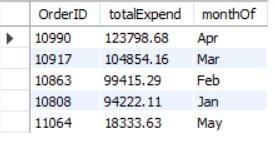 OrderID totalExpend monthOf
10990 123798.68 Apr
10917 104854.16 Mar
10863 99415.29 Feb
10808 94222.11 Jan
11064 18333.63 May